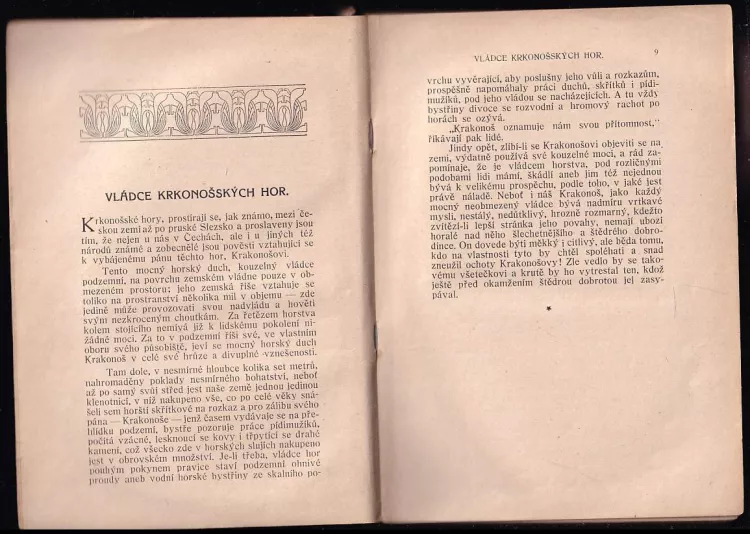 VLÁDCE KRKONOŠSKÝCH HOR.
Krkonošské hory, prostírají se, jak známo, mezi če-
skou zemí až po pruské Slezsko a proslaveny jsou
tím, že nejen u nás v Čechách, ale i u jiných též
národů známé a zobecnělé jsou pověsti vztahující se
k vybájenému pánu těchto hor, Krakonošovi.
Tento mocný horský duch, kouzelný vládce
podzemní, na povrchu zemském vládne pouze v ob-
mezeném prostoru; jeho zemská říše vztahuje se
toliko na prostranství několika mil v objemu — zde
jedině může provozovati svou nadvládu a hověti
svým nezkroceným choutkám. Za řetězem horstva
kolem stojícího nemívá již k lidskému pokolení ni-
žádné moci. Za to v podzemní říši své, ve vlastním
oboru svého působiště, jeví se mocný horský duch
Krakonoš v celé své hrůze a divuplné vznešenosti.
Tam dole, v nesmírné hloubce kolika set metrů,
nahromaděny poklady nesmírného bohatství, neboť
až po samý svůj střed jest naše země jednou jedinou
klenotnicí, v níž nakupeno vše, co po celé věky sná-
šeli sem horští skřítkové na rozkaz a pro zálibu svého
pána — Krakonoše — jenž časem vydávaje se na pře-
hlídku podzemí, bystře pozoruje práce pidimužíků,
počítá vzácné, lesknoucí se kovy i třpytící se drahé
kamení, což všecko zde v horských slujích nakupeno
jest v obrovském množství. Je-li třeba, vládce hor
pouhým pokynem pravice staví podzemní ohnivé
proudy aneb vodní horské bystřiny ze skalního po-
VLÁDCE KRKONOŠSKÝCH HOR. 9
vrchu vyvěrající, aby poslušny jeho vůli a rozkazům,
prospěšně napomáhaly práci duchů, skřítků i pidi-
mužíků, pod jeho vládou se nacházejících. A tu vždy
bystřiny divoce se rozvodní a hromový rachot po
horách se ozývá.
„Krakonoš oznamuje nám svou přítomnost,“
říkávají pak lidé.
Jindy opět, zlíbí-li se Krakonošovi objeviti se na
zemi, výdatně používá své kouzelné moci, a rád za-
pomínaje, že je vládcem horstva, pod rozličnými
podobami lidi mámí, škádlí aneb jim též nejednou
bývá k velikému prospěchu, podle toho, v jaké jest
právě náladě. Neboť i náš Krakonoš, jako každý
mocný neobmezený vládce bývá nadmíru vrtkavé
mysli, nestálý, nedůtklivý, hrozně rozmarný, kdežto
zvítězí-li lepší stránka jeho povahy, nemají ubozí
horalé nad něho šlechetnějšího a štědrého dobro-
dince. On dovede býti měkký i citlivý, ale běda tomu,
kdo na vlastnosti tyto by chtěl spoléhati a snad
zneužil ochoty Krakonošovy! Zle vedlo by se tako-
vému všetečkovi a krutě by ho vytrestal ten, kdož
ještě před okamžením štědrou dobrotou jej zasy-
pával.
*